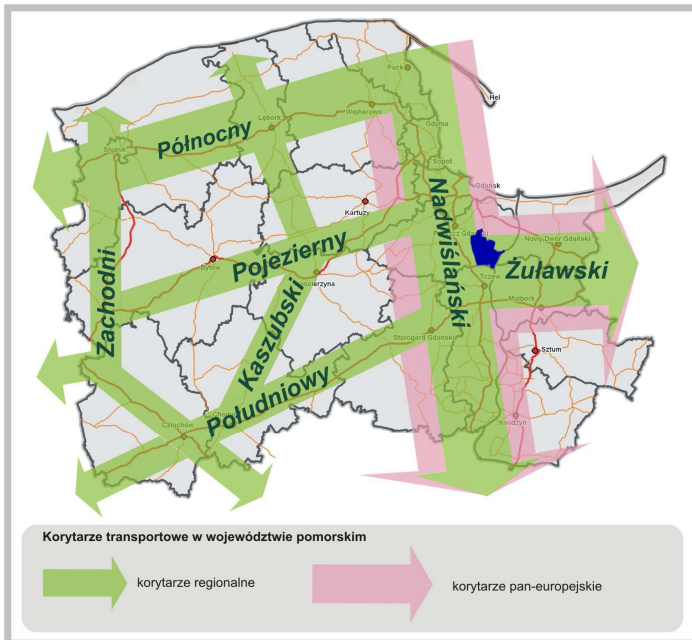 Puck
Hel
Wejherowo
Gdynia
Lębork
Północny
Słupsk
Sopot
Gdańsk
Kartuzy
Nadwiślański
Nowy Dwór Gdański
Pojezierny
Bytów
Żuławski
Tczew
Kościerzyna
Malbork
Zachodni
Kaszubski
Starogard Gdański
Sztum
Południowy
Człuchów
Kwidzyn
Korytarze transportowe w województwie pomorskim
korytarze regionalne
korytarze pan-europejskie